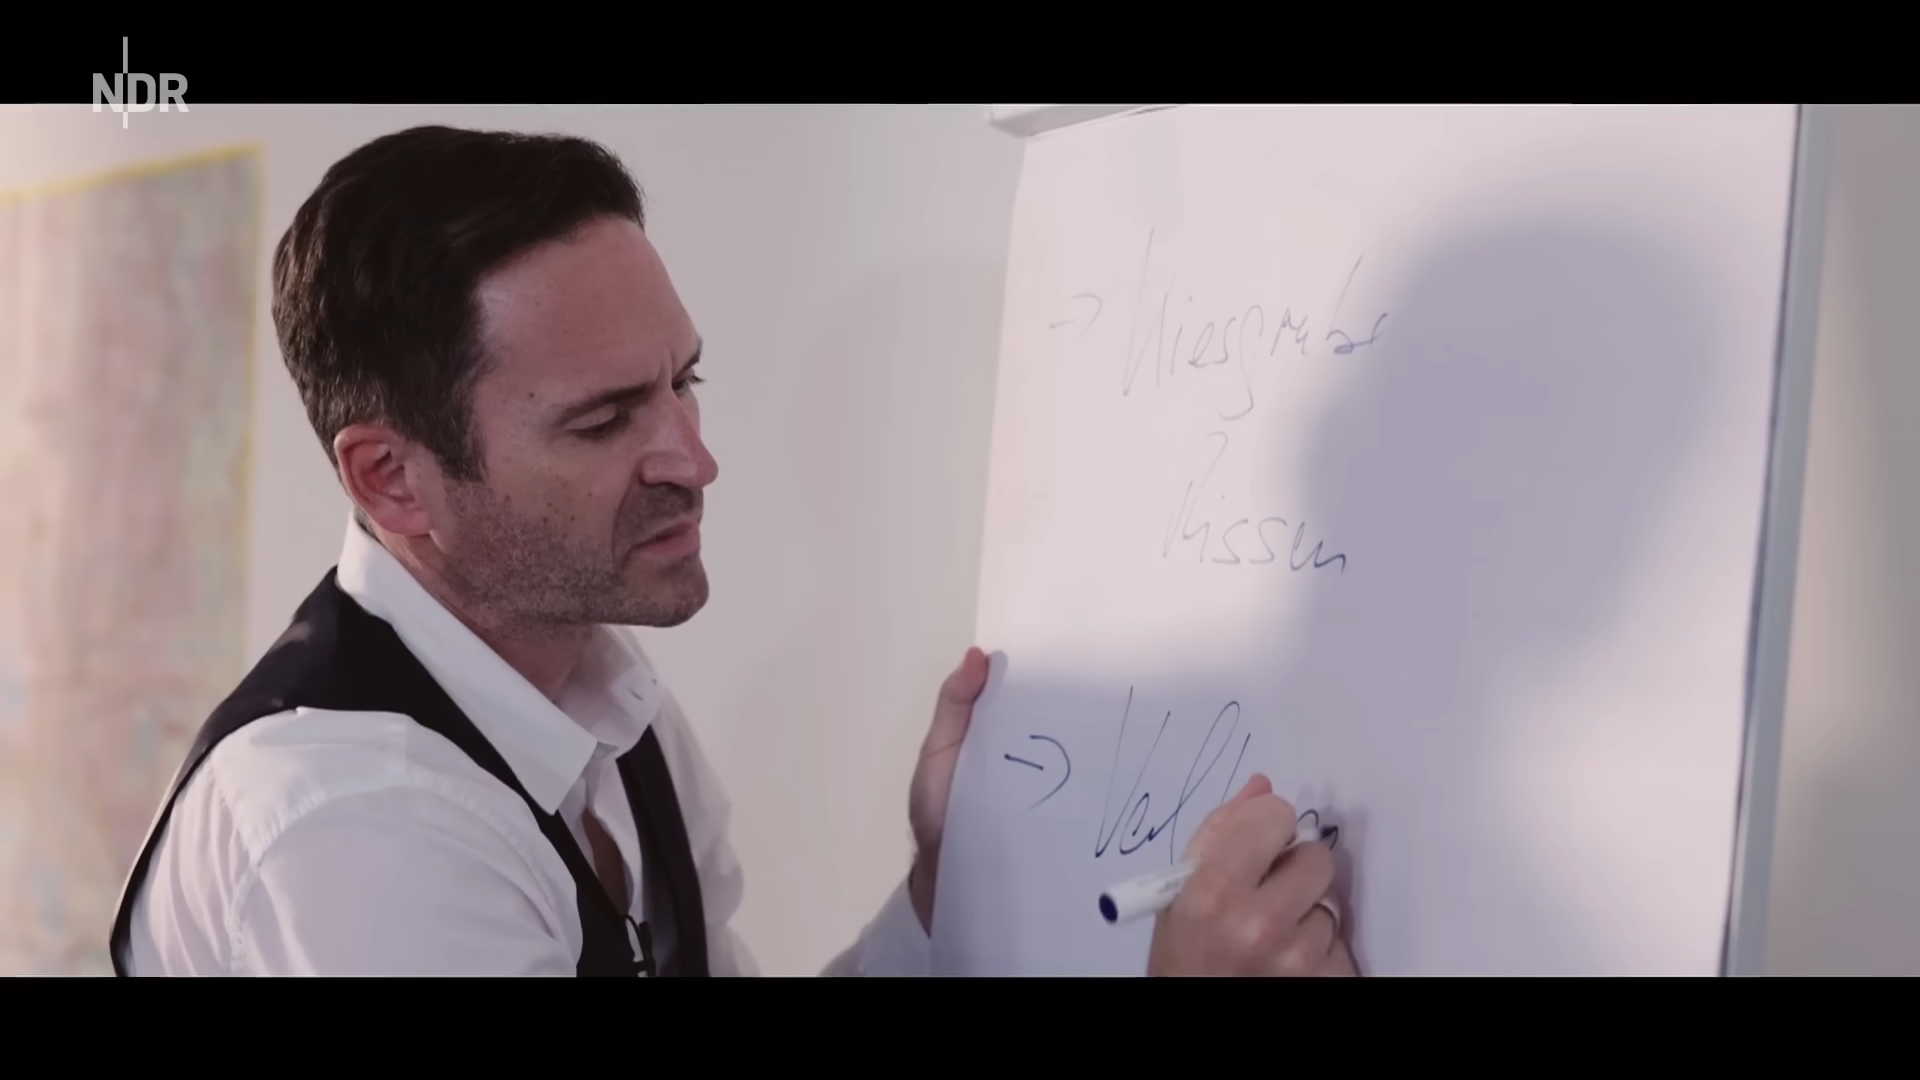 NDR
→ Kiesgrube
Rissen
→